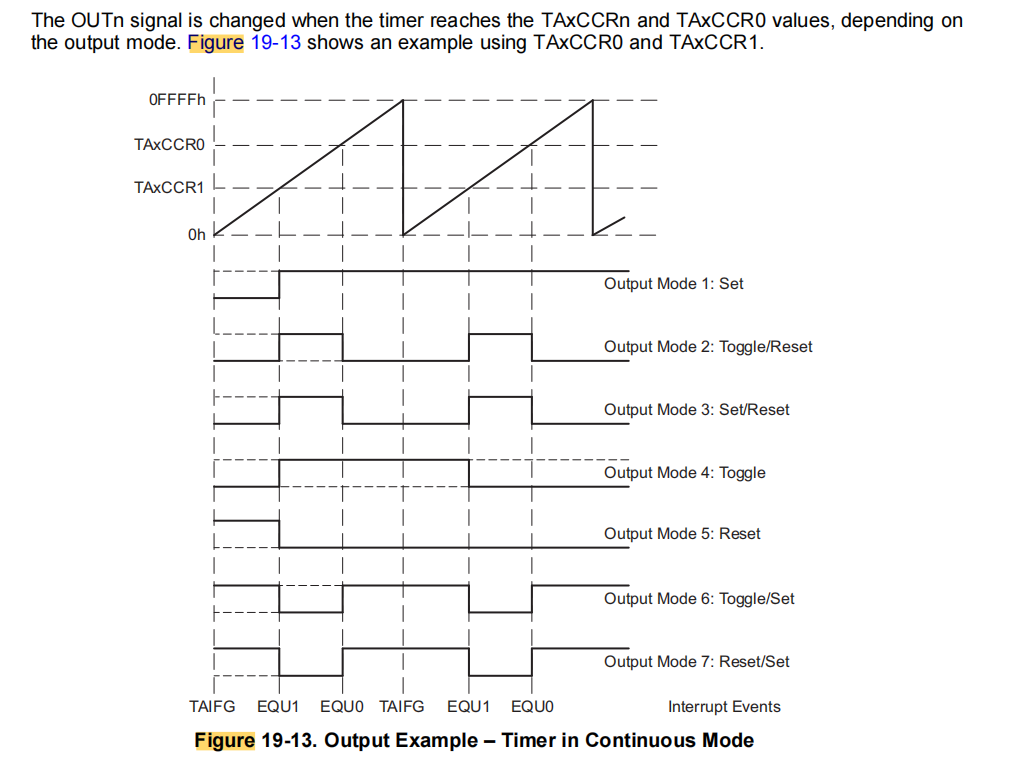 The OUTn signal is changed when the timer reaches the TAxCCRn and TAxCCR0 values, depending on
the output mode. Figure 19-13 shows an example using TAxCCR0 and TAxCCR1.
0FFFFh
TAxCCR0
TAxCCR1
0h
Output Mode 1: Set
Output Mode 2: Toggle/Reset
Output Mode 3: Set/Reset
Output Mode 4: Toggle
Output Mode 5: Reset
Output Mode 6: Toggle/Set
Output Mode 7: Reset/Set
TAIFG EQU1 EQU0 TAIFG EQU1 EQU0 Interrupt Events
Figure 19-13. Output Example – Timer in Continuous Mode